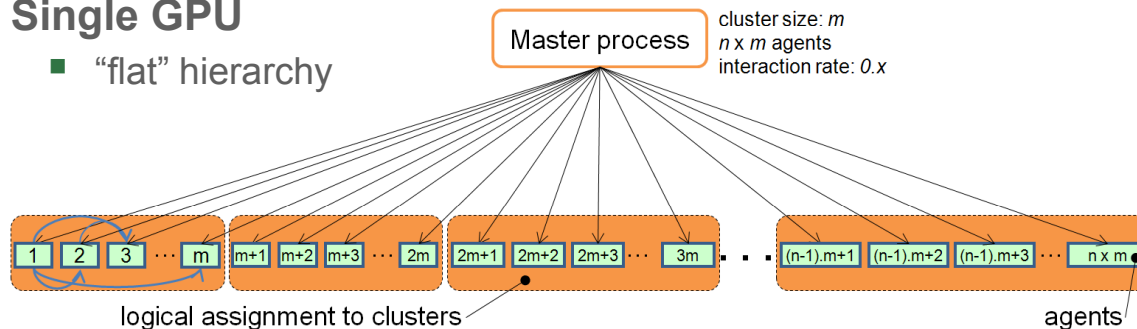 Single GPU
▪ “flat” hierarchy
Master process
cluster size: m
n x m agents
interaction rate: 0.x
1 2 3 ··· m m+1 m+2 m+3 ··· 2m 2m+1 2m+2 2m+3 ··· 3m ···· (n-1).m+1 (n-1).m+2 (n-1).m+3 ··· n x m
logical assignment to clusters
agents